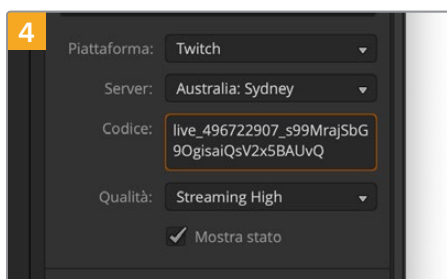 4
Piattaforma: Twitch
Server: Australia: Sydney
Codice: live_496722907_s99MrajSbG
9OgisaiQsV2x5BAUvQ
Qualità: Streaming High
Mostra stato